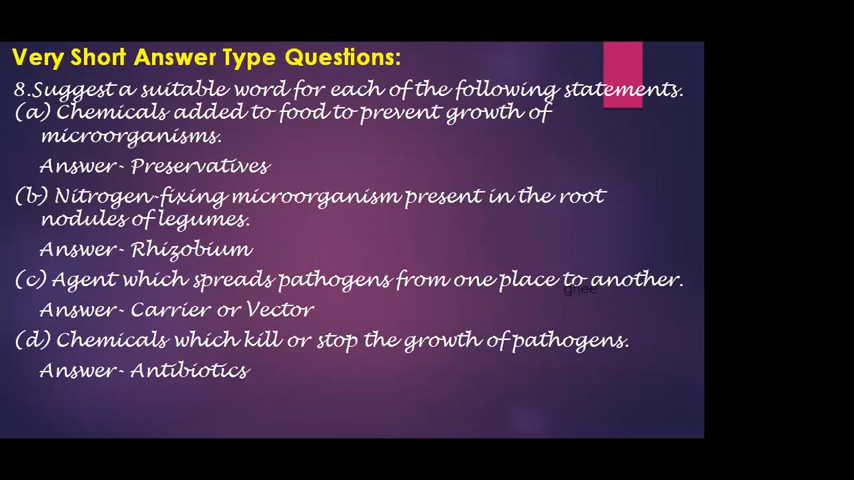 Very Short Answer Type Questions:
8.Suggest a suitable word for each of the following statements.
(a) Chemicals added to food to prevent growth of
microorganisms.
Answer- Preservatives
(b) Nitrogen-fixing microorganism present in the root
nodules of legumes.
Answer- Rhizobium
(c) Agent which spreads pathogens from one place to another.
ghee
Answer- Carrier or Vector
(d) Chemicals which kill or stop the growth of pathogens.
Answer- Antibiotics